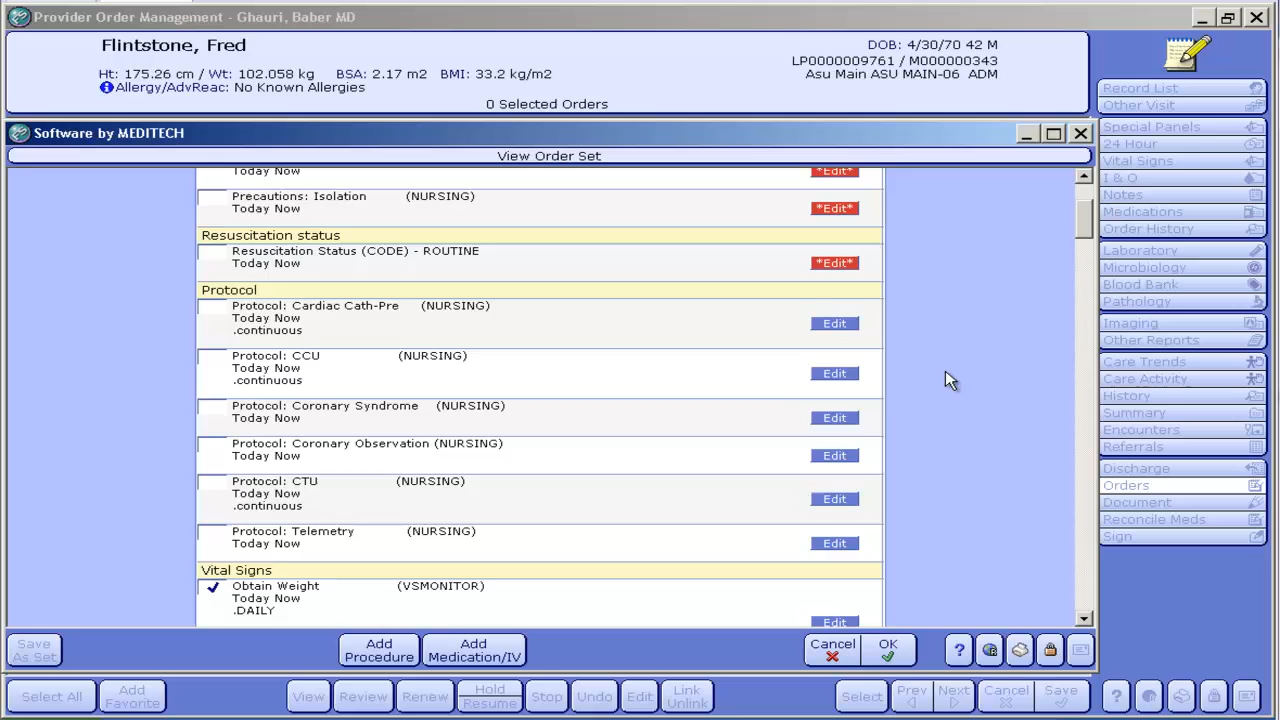 Provider Order Management - Ghauri, Baber MD
Flintstone, Fred
DOB: 4/30/70 42 M
Ht: 175.26 cm / Wt: 102.058 kg BSA: 2.17 m2 BMI: 33.2 kg/m2
LP0000009761 / M000000343
Allergy/AdvReac: No Known Allergies
Asu Main ASU MAIN-06 ADM
0 Selected Orders
Software by MEDITECH
View Order Set
Today Now
*Edit*
Precautions: Isolation (NURSING)
Today Now
*Edit*
Resuscitation status
Resuscitation Status (CODE) - ROUTINE
Today Now
*Edit*
Protocol
Protocol: Cardiac Cath-Pre (NURSING)
Today Now
.continuous
Edit
Protocol: CCU (NURSING)
Today Now
.continuous
Edit
Protocol: Coronary Syndrome (NURSING)
Today Now
Edit
Protocol: Coronary Observation (NURSING)
Today Now
Edit
Protocol: CTU (NURSING)
Today Now
.continuous
Edit
Protocol: Telemetry (NURSING)
Today Now
Edit
Vital Signs
Obtain Weight (VSMONITOR)
Today Now
.DAILY
Edit
Save
As Set
Add
Procedure
Add
Medication/IV
Cancel
OK
?
Select All
Add
Favorite
View
Review
Renew
Hold
Resume
Stop
Undo
Edit
Link
Unlink
Select
Prev
Next
Cancel
Save
?
Record List
Other Visit
Special Panels
24 Hour
Vital Signs
I & O
Notes
Medications
Order History
Laboratory
Microbiology
Blood Bank
Pathology
Imaging
Other Reports
Care Trends
Care Activity
History
Summary
Encounters
Referrals
Discharge
Orders
Document
Reconcile Meds
Sign